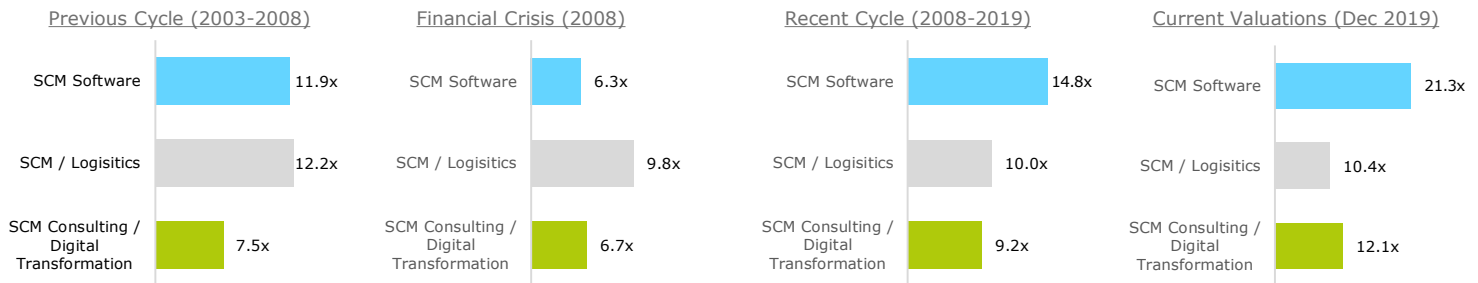 Previous Cycle (2003-2008)
SCM Software
11.9x
SCM / Logisitics
12.2x
SCM Consulting /
Digital
Transformation
7.5x
Financial Crisis (2008)
SCM Software
6.3x
SCM / Logisitics
9.8x
SCM Consulting /
Digital
Transformation
6.7x
Recent Cycle (2008-2019)
SCM Software
14.8x
SCM / Logisitics
10.0x
SCM Consulting /
Digital
Transformation
9.2x
Current Valuations (Dec 2019)
SCM Software
21.3x
SCM / Logisitics
10.4x
SCM Consulting /
Digital
Transformation
12.1x